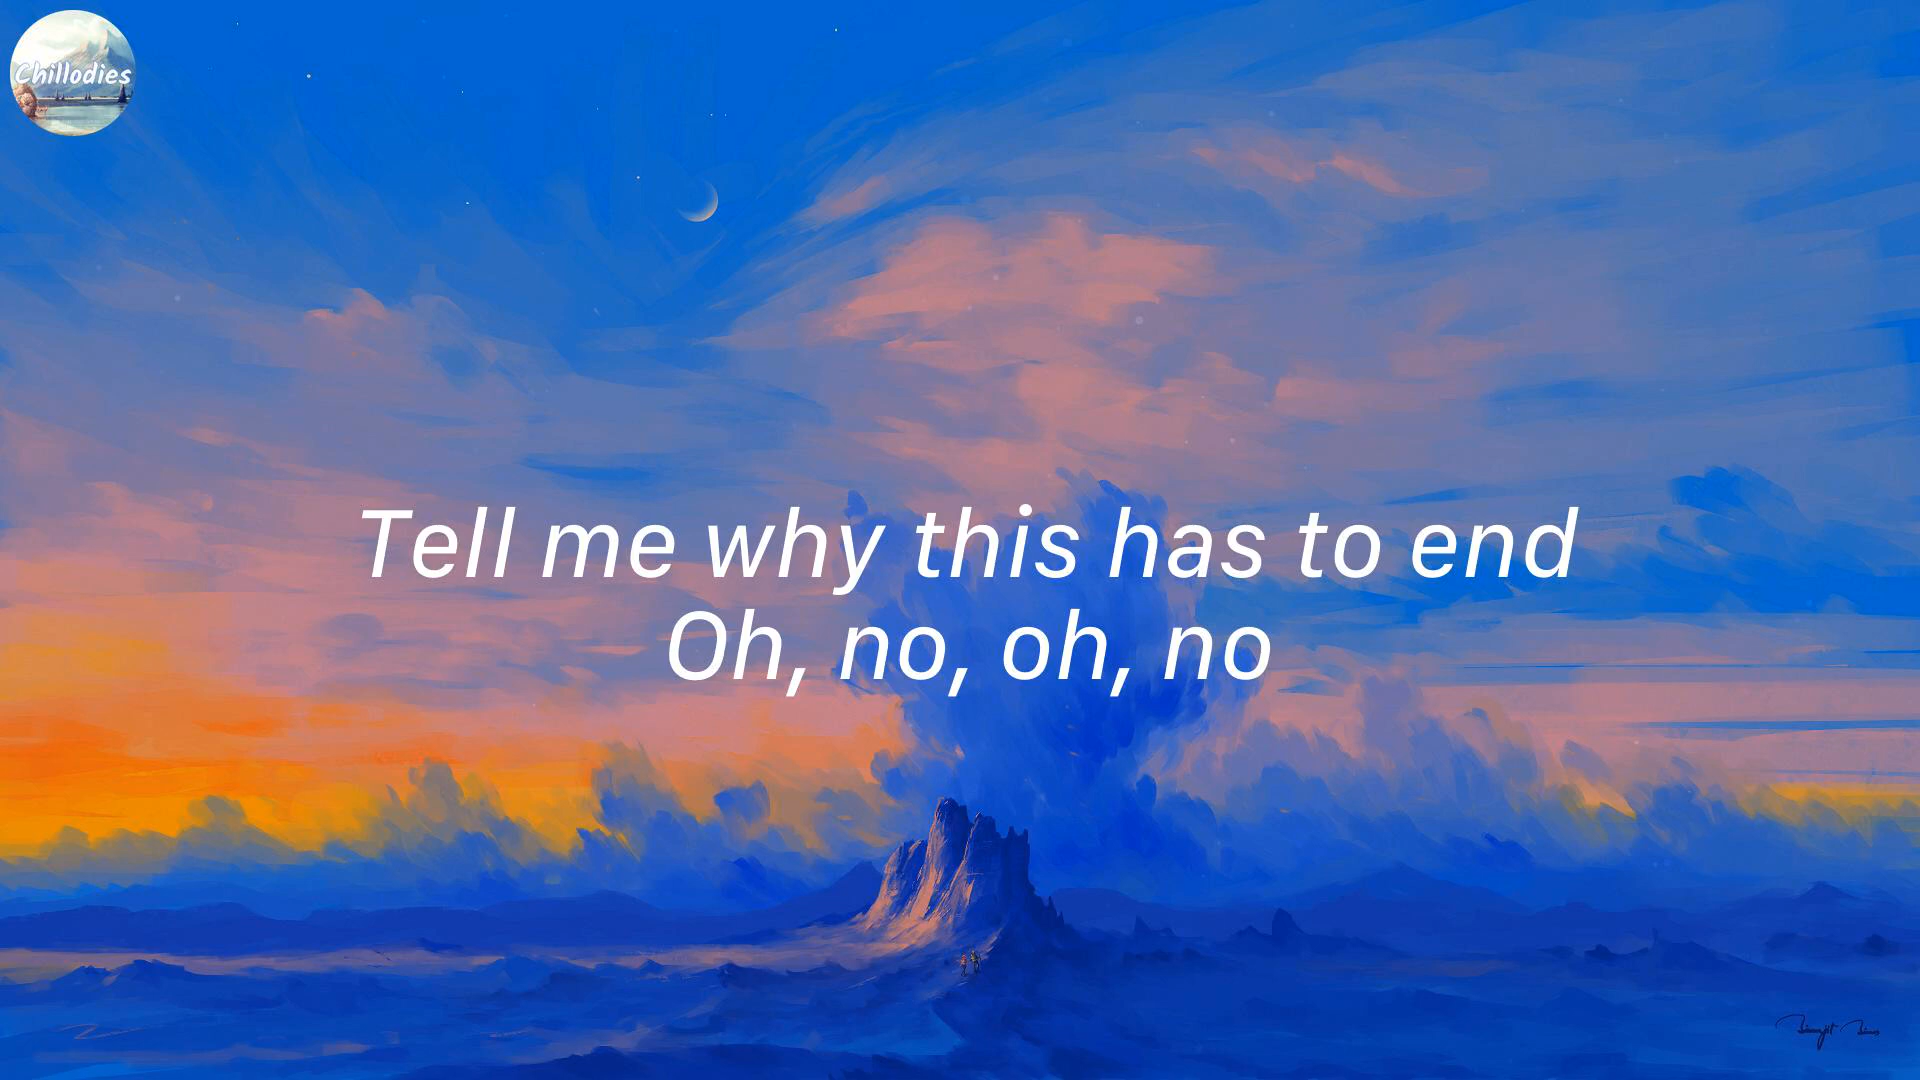 Chillodies
Tell me why this has to end
Oh, no, oh, no